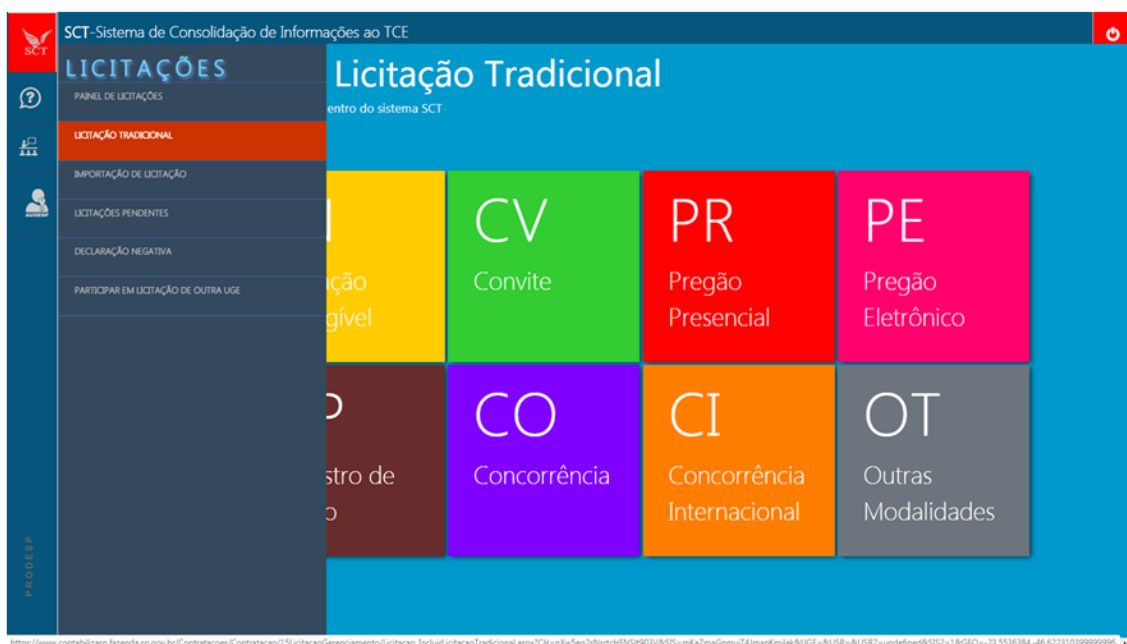 SCT-Sistema de Consolidação de Informações ao TCE
SCT
LICITAÇÕES
Licitação Tradicional
PAINEL DE LICITAÇÕES
entro do sistema SCT
LICITAÇÃO TRADICIONAL
IMPORTAÇÃO DE LICITAÇÃO
LICITAÇÕES PENDENTES
DECLARAÇÃO NEGATIVA
PARTICIPAR EM LICITAÇÃO DE OUTRA UGE
AUDESP
ção
gível
CV
Convite
PR
Pregão
Presencial
PE
Pregão
Eletrônico
P
stro de
o
CO
Concorrência
CI
Concorrência
Internacional
OT
Outras
Modalidades
PRODESP